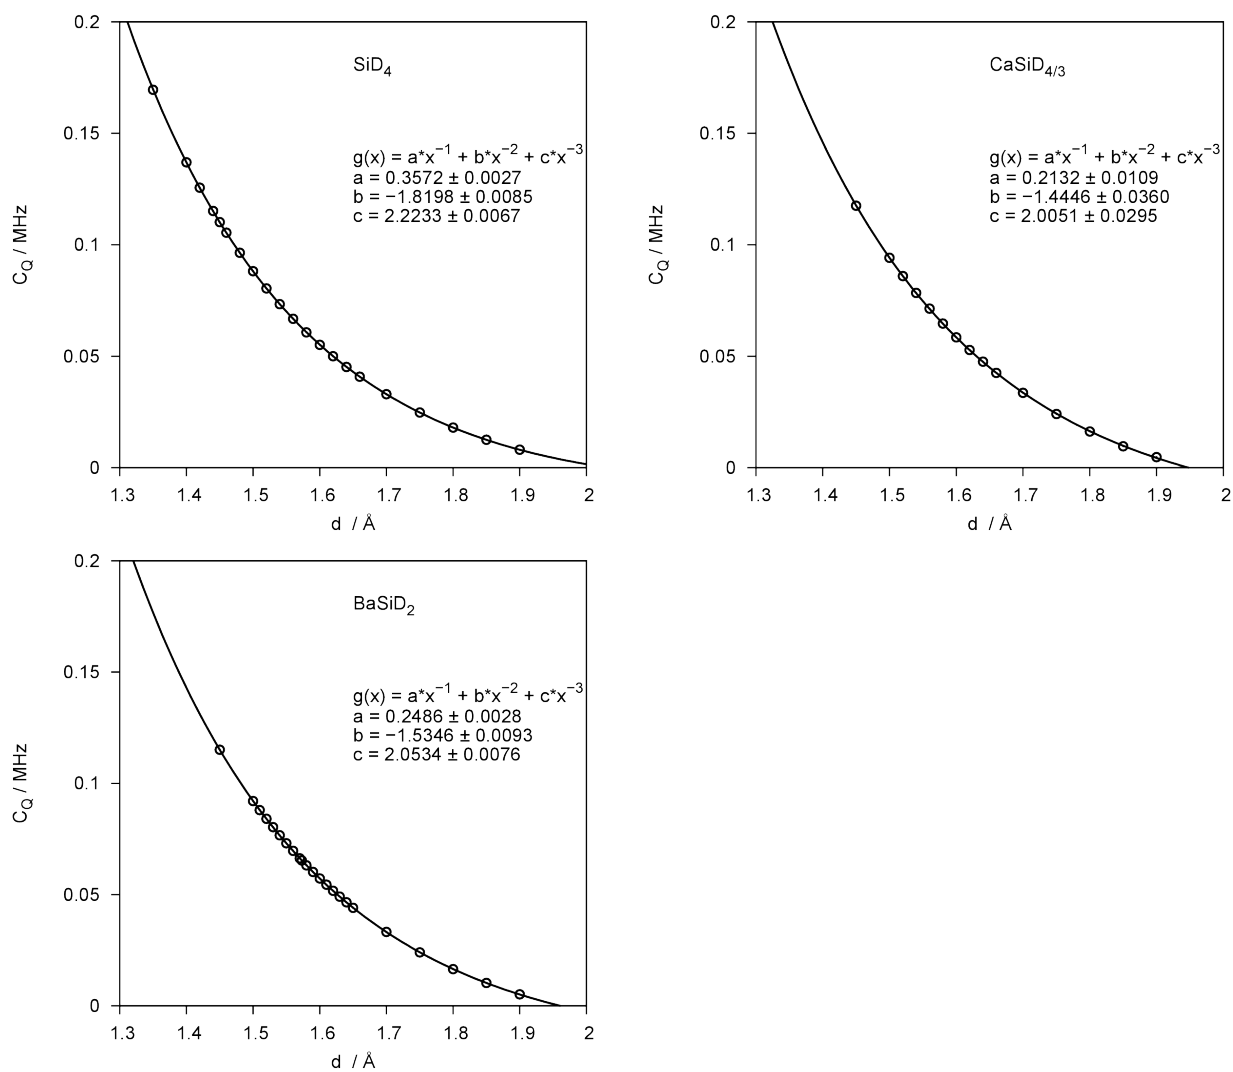 0.2
0.15
0.1
0.05
0
1.3 1.4 1.5 1.6 1.7 1.8 1.9 2
C_Q / MHz
d / Å
SiD₄
g(x) = a*x⁻¹ + b*x⁻² + c*x⁻³
a = 0.3572 ± 0.0027
b = −1.8198 ± 0.0085
c = 2.2233 ± 0.0067
0.2
0.15
0.1
0.05
0
1.3 1.4 1.5 1.6 1.7 1.8 1.9 2
C_Q / MHz
d / Å
CaSiD₄/₃
g(x) = a*x⁻¹ + b*x⁻² + c*x⁻³
a = 0.2132 ± 0.0109
b = −1.4446 ± 0.0360
c = 2.0051 ± 0.0295
0.2
0.15
0.1
0.05
0
1.3 1.4 1.5 1.6 1.7 1.8 1.9 2
C_Q / MHz
d / Å
BaSiD₂
g(x) = a*x⁻¹ + b*x⁻² + c*x⁻³
a = 0.2486 ± 0.0028
b = −1.5346 ± 0.0093
c = 2.0534 ± 0.0076